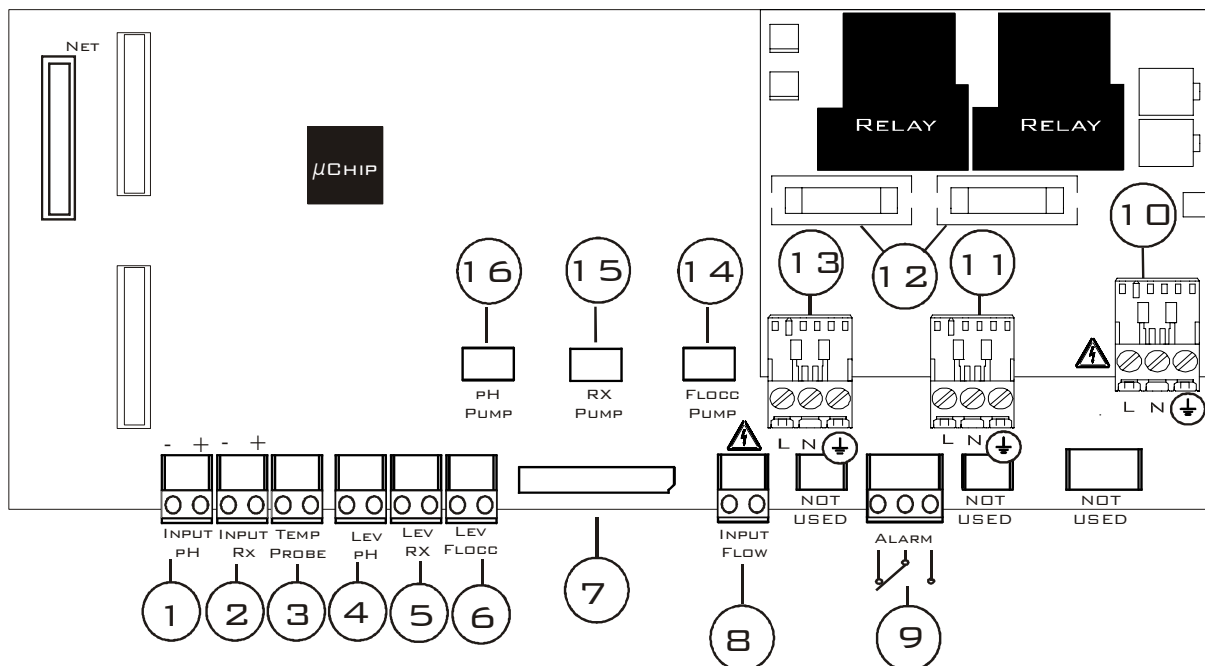 NET
RELAY
RELAY
µCHIP
10
16
15
14
13
12
11
PH
PUMP
RX
PUMP
FLOCC
PUMP
L N
L N
L N
- + - +
INPUT
PH
INPUT
RX
TEMP
PROBE
LEV
PH
LEV
RX
LEV
FLOCC
INPUT
FLOW
NOT
USED
ALARM
NOT
USED
NOT
USED
1
2
3
4
5
6
7
8
9